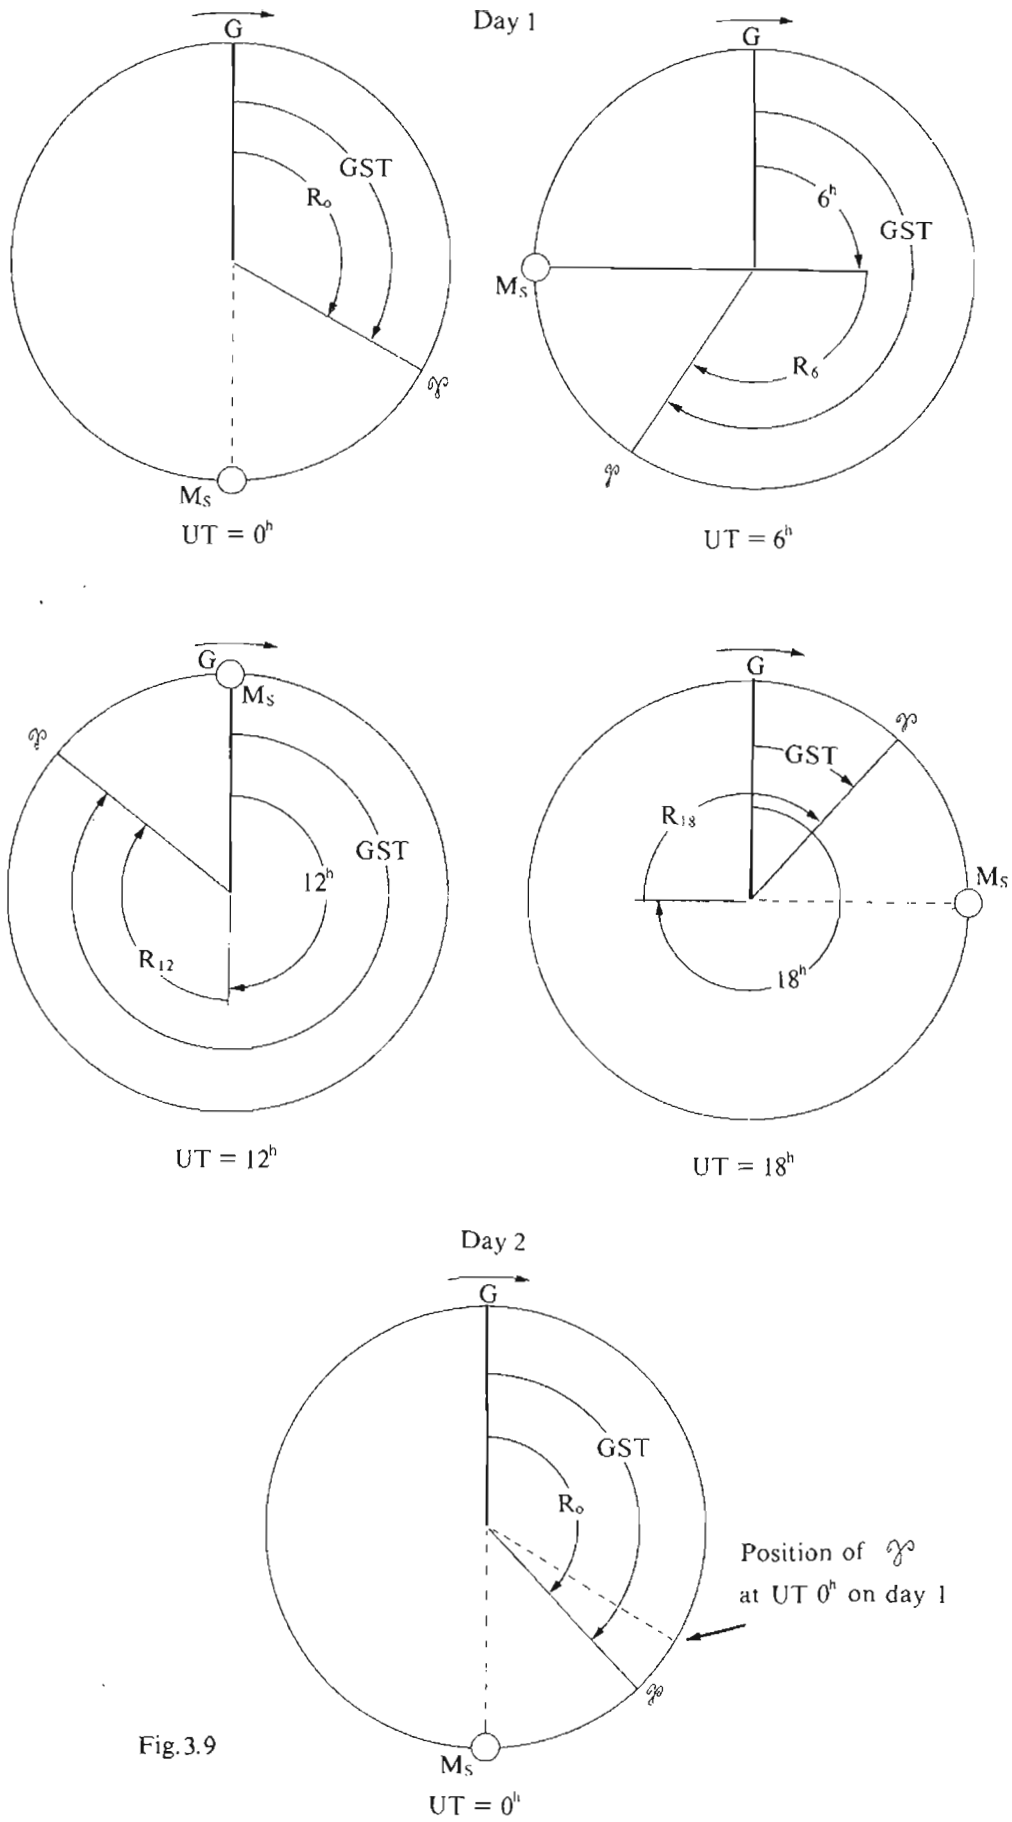 Day 1
G
G
GST
R₀
6ʰ
GST
Mₛ
R₆
♈
♈
Mₛ
UT = 0ʰ
UT = 6ʰ
G
Mₛ
G
♈
♈
GST
R₁₈
GST
12ʰ
Mₛ
R₁₂
18ʰ
UT = 12ʰ
UT = 18ʰ
Day 2
G
GST
R₀
Position of ♈
at UT 0ʰ on day 1
♈
Fig.3.9
Mₛ
UT = 0ʰ